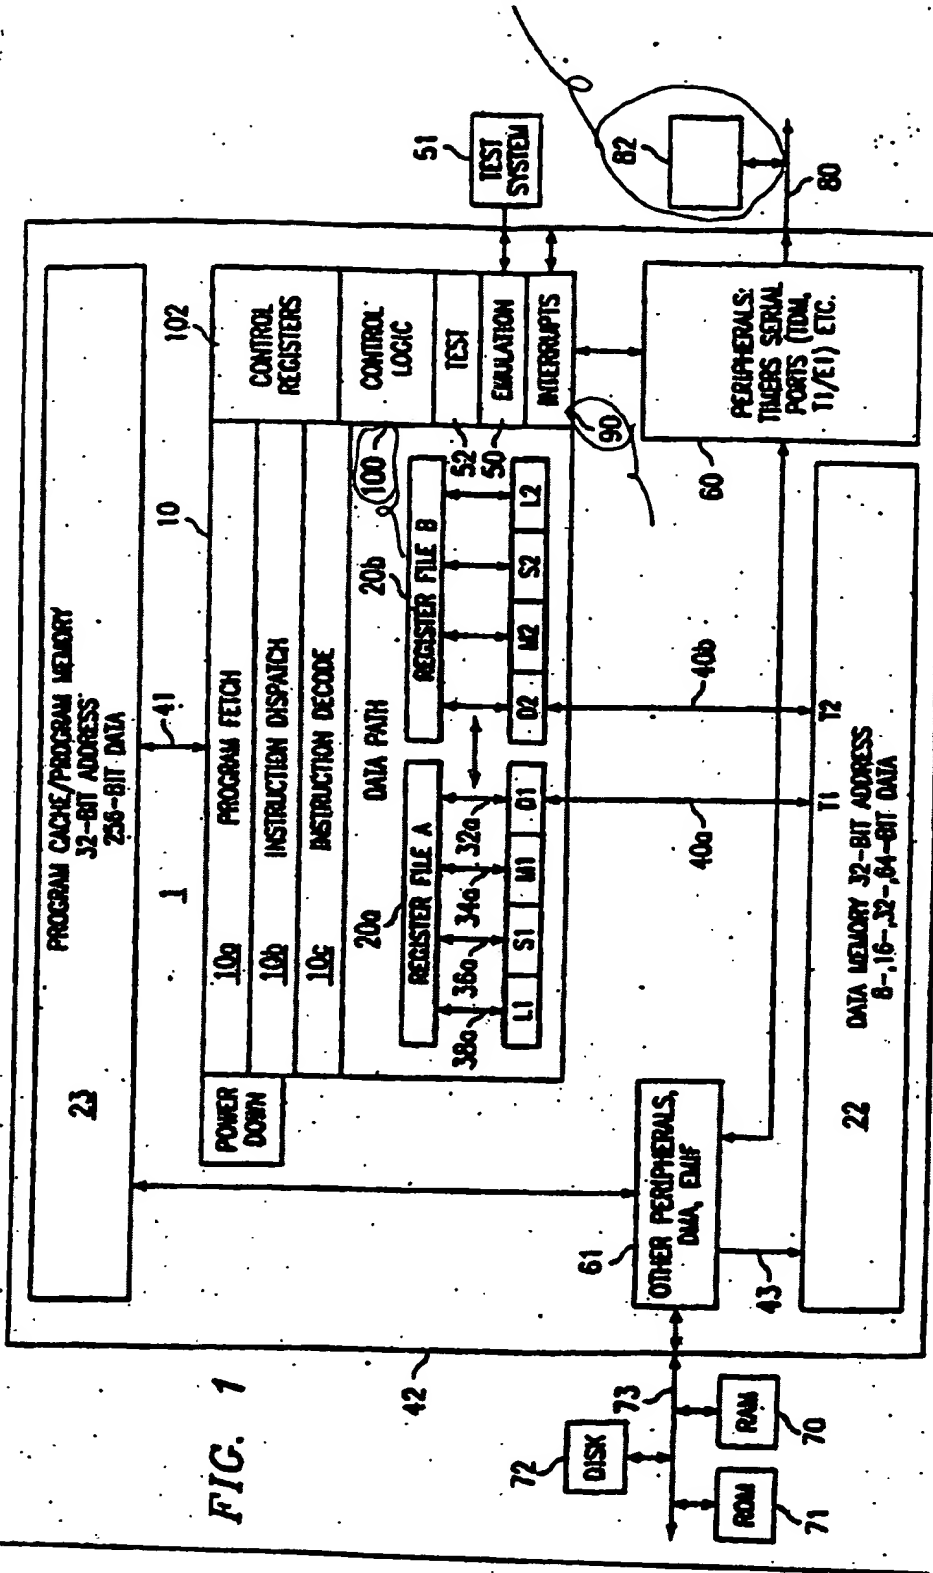 PROGRAM CACHE/PROGRAM MEMORY
32-BIT ADDRESS
256-BIT DATA
23
1
41
10
102
POWER
DOWN
10a
PROGRAM FETCH
10b
INSTRUCTION DISPATCH
10c
INSTRUCTION DECODE
CONTROL
REGISTERS
CONTROL
LOGIC
TEST
EMULATION
INTERRUPTS
51
TEST
SYSTEM
DATA PATH
20a
20b
100
REGISTER FILE A
REGISTER FILE B
38a
36a
34a
32a
52
50
L1
S1
M1
D1
D2
M2
S2
L2
90
82
80
61
OTHER PERIPHERALS,
DMA, EMIF
43
40a
40b
60
PERIPHERALS:
TIMERS SERIAL
PORTS (TDM,
T1/E1) ETC.
T1
T2
22
DATA MEMORY 32-BIT ADDRESS
8-,16-,32-,64-BIT DATA
42
73
72
DISK
ROM
71
RAM
70
FIG. 1